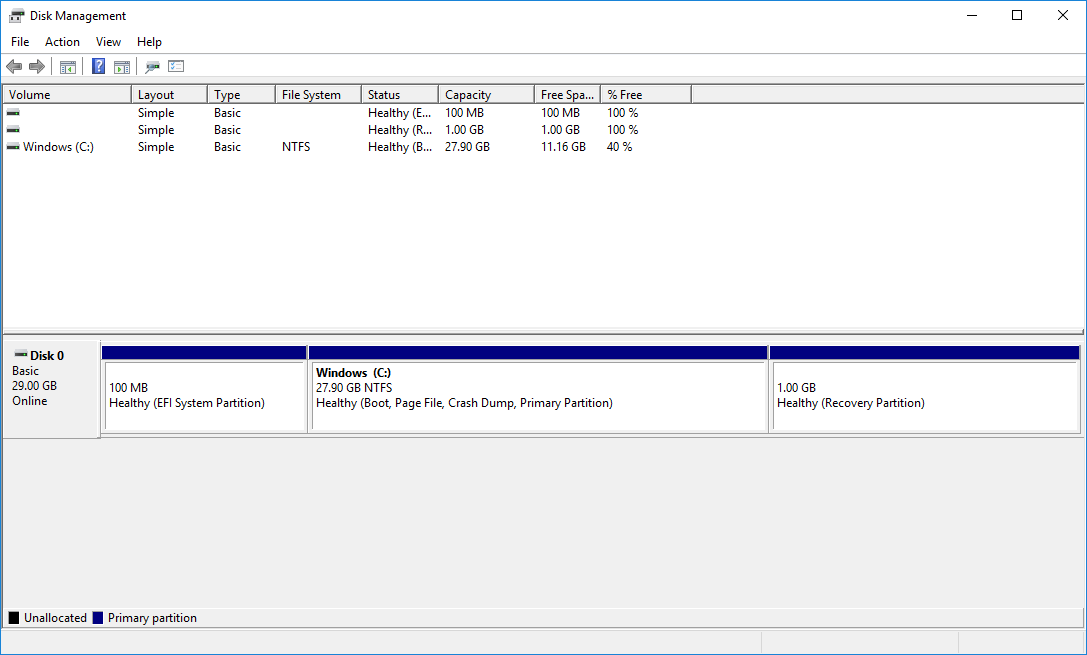 Disk Management
File Action View Help
Volume Layout Type File System Status Capacity Free Spa... % Free
Simple Basic Healthy (E... 100 MB 100 MB 100 %
Simple Basic Healthy (R... 1.00 GB 1.00 GB 100 %
Windows (C:) Simple Basic NTFS Healthy (B... 27.90 GB 11.16 GB 40 %
Disk 0
Basic
29.00 GB
Online
100 MB
Healthy (EFI System Partition)
Windows (C:)
27.90 GB NTFS
Healthy (Boot, Page File, Crash Dump, Primary Partition)
1.00 GB
Healthy (Recovery Partition)
Unallocated Primary partition